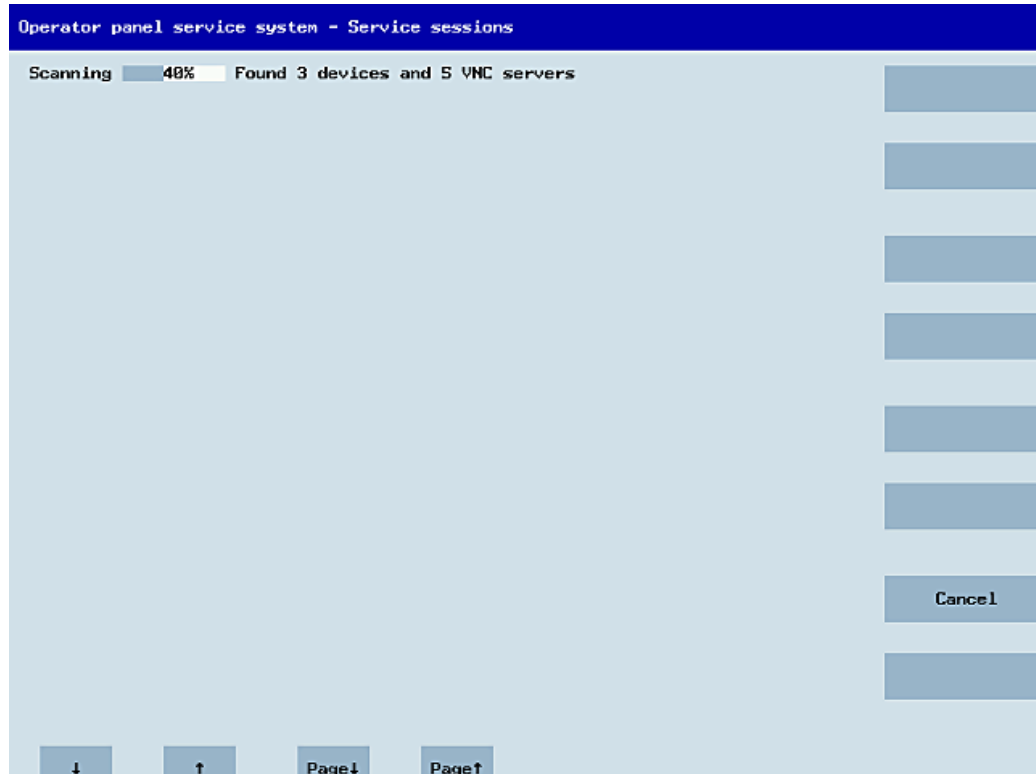 Operator panel service system - Service sessions
Scanning 40% Found 3 devices and 5 VNC servers
Cancel
↓ ↑ Page↓ Page↑